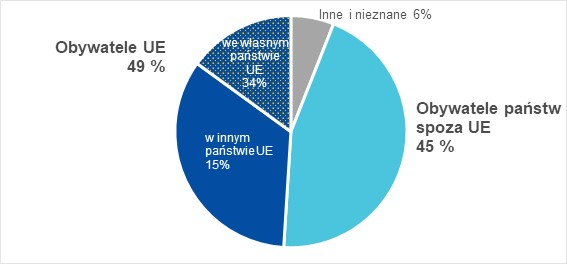 Inne i nieznane 6%
Obywatele UE
49 %
we własnym
państwie
UE
34%
Obywatele państw
spoza UE
45 %
w innym
państwie UE
15%